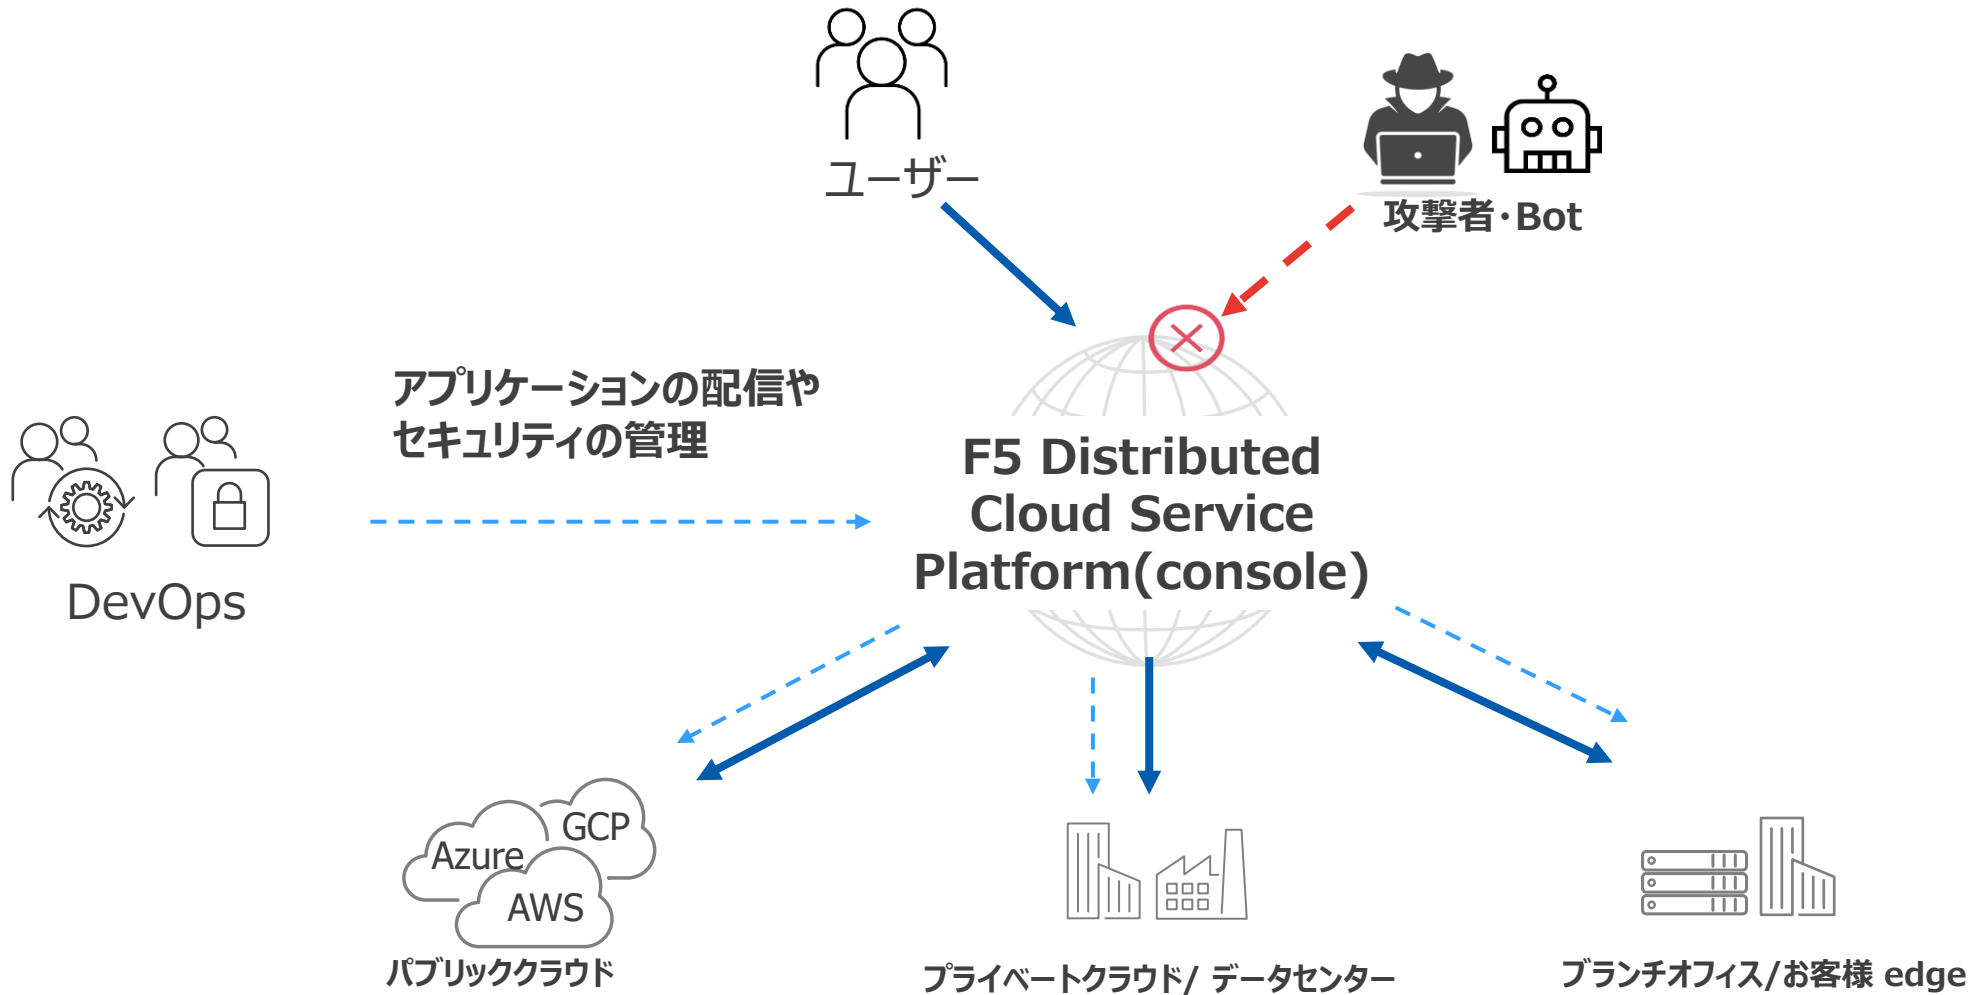 ユーザー
攻撃者・Bot
アプリケーションの配信や
セキュリティの管理
F5 Distributed
Cloud Service
Platform(console)
DevOps
GCP
Azure
AWS
パブリッククラウド
プライベートクラウド/ データセンター
ブランチオフィス/お客様 edge